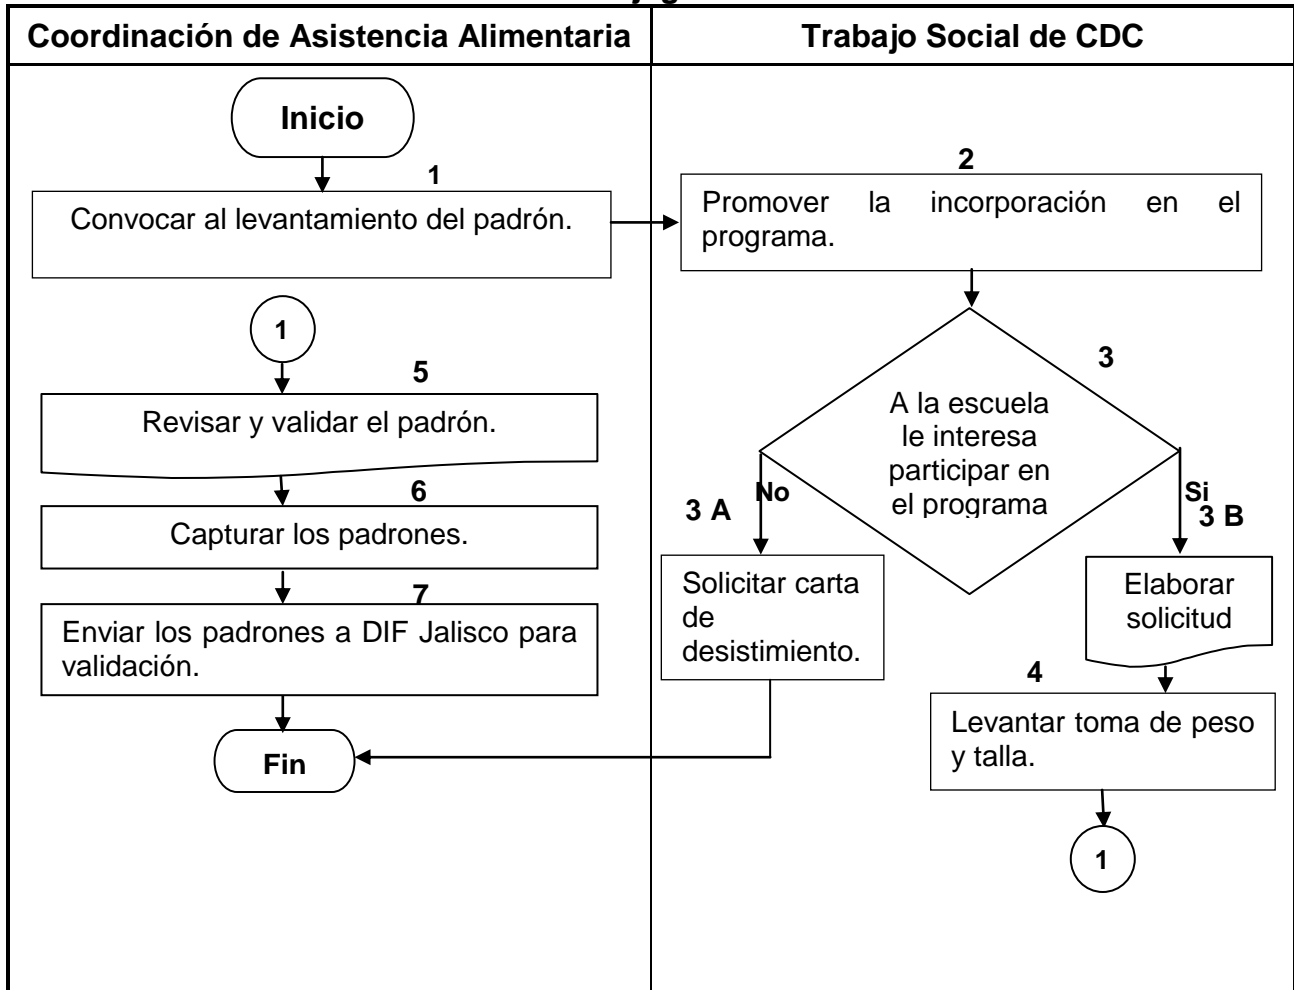 Coordinación de Asistencia Alimentaria
Trabajo Social de CDC
Inicio
1
Convocar al levantamiento del padrón.
2
Promover la incorporación en el
programa.
3
A la escuela
le interesa
participar en
el programa
No
3 A
Si
3 B
Solicitar carta
de
desistimiento.
Elaborar
solicitud
4
Levantar toma de peso
y talla.
1
1
5
Revisar y validar el padrón.
6
Capturar los padrones.
7
Enviar los padrones a DIF Jalisco para
validación.
Fin